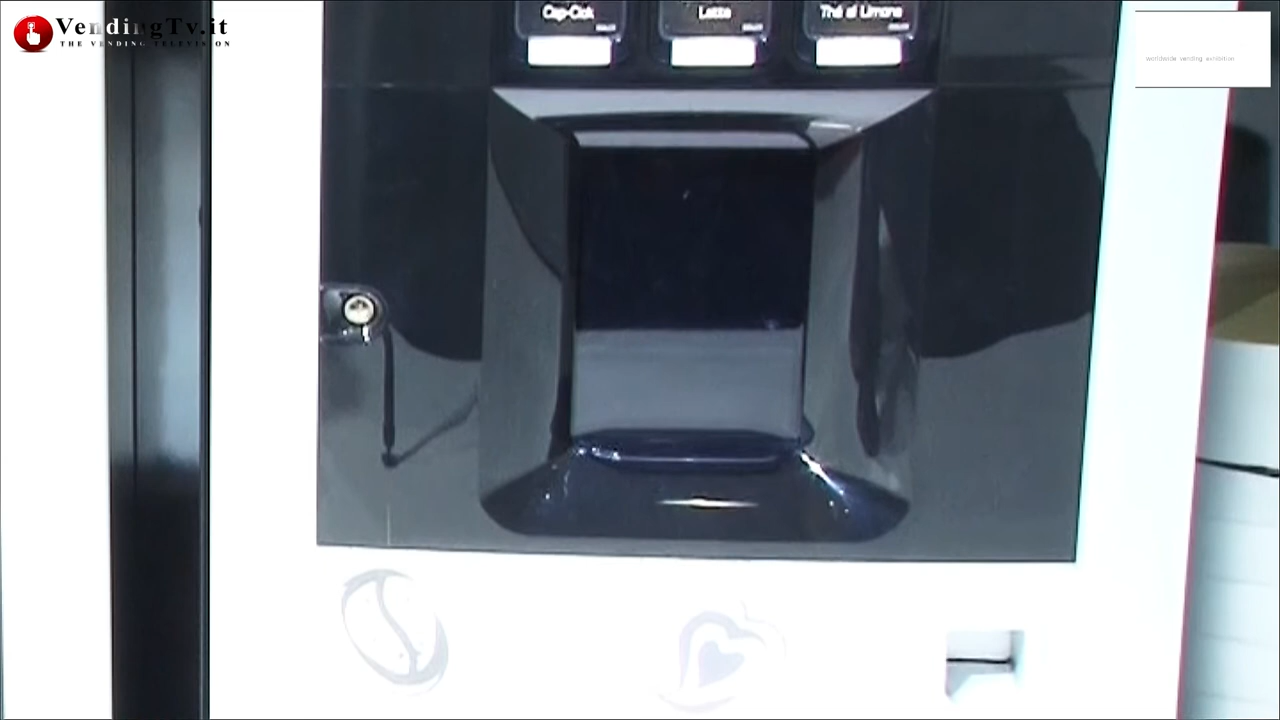 VendingTv.it
THE VENDING TELEVISION
worldwide vending exhibition
Cap-Ciok
Latte
Thè al Limone